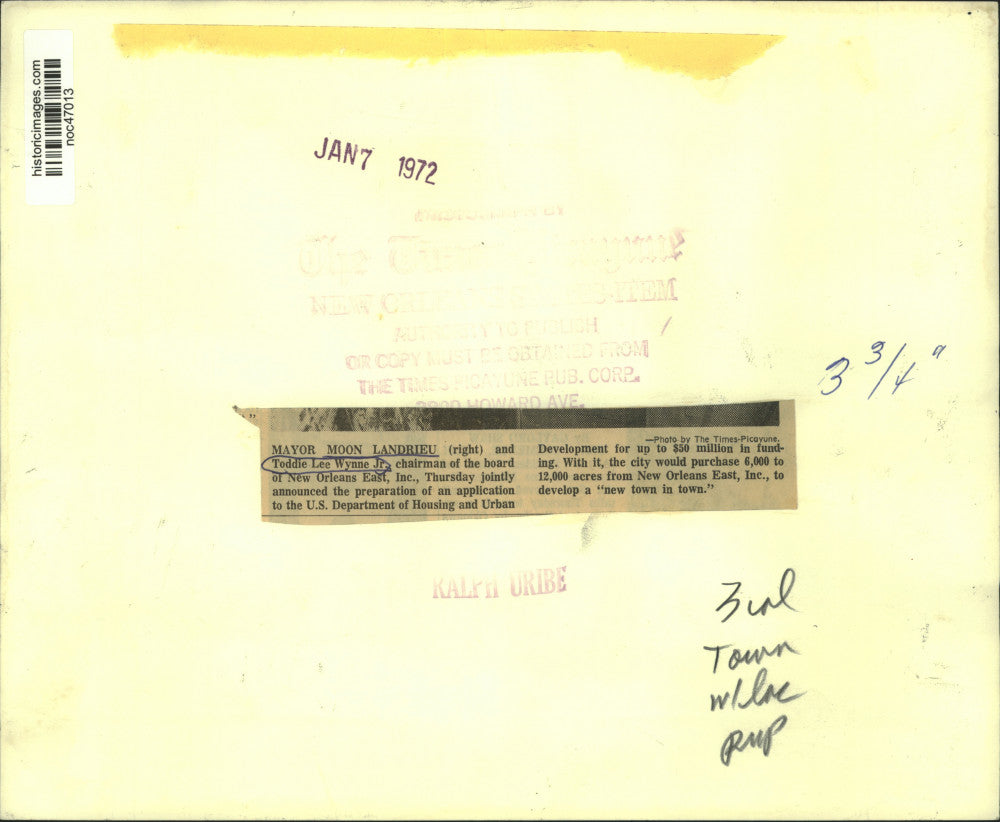 historicimages.com
noc47013
JAN 7 1972
The
NEW ORLEANS STATES-ITEM
AUTHORITY TO PUBLISH
OR COPY MUST BE OBTAINED FROM
THE TIMES PICAYUNE PUB. CORP.
HOWARD AVE.
3 3/4"
—Photo by The Times-Picayune.
MAYOR MOON LANDRIEU (right) and
Toddie Lee Wynne Jr., chairman of the board
of New Orleans East, Inc., Thursday jointly
announced the preparation of an application
to the U.S. Department of Housing and Urban
Development for up to $50 million in fund-
ing. With it, the city would purchase 6,000 to
12,000 acres from New Orleans East, Inc., to
develop a "new town in town."
RALPH URIBE
3 col
Town